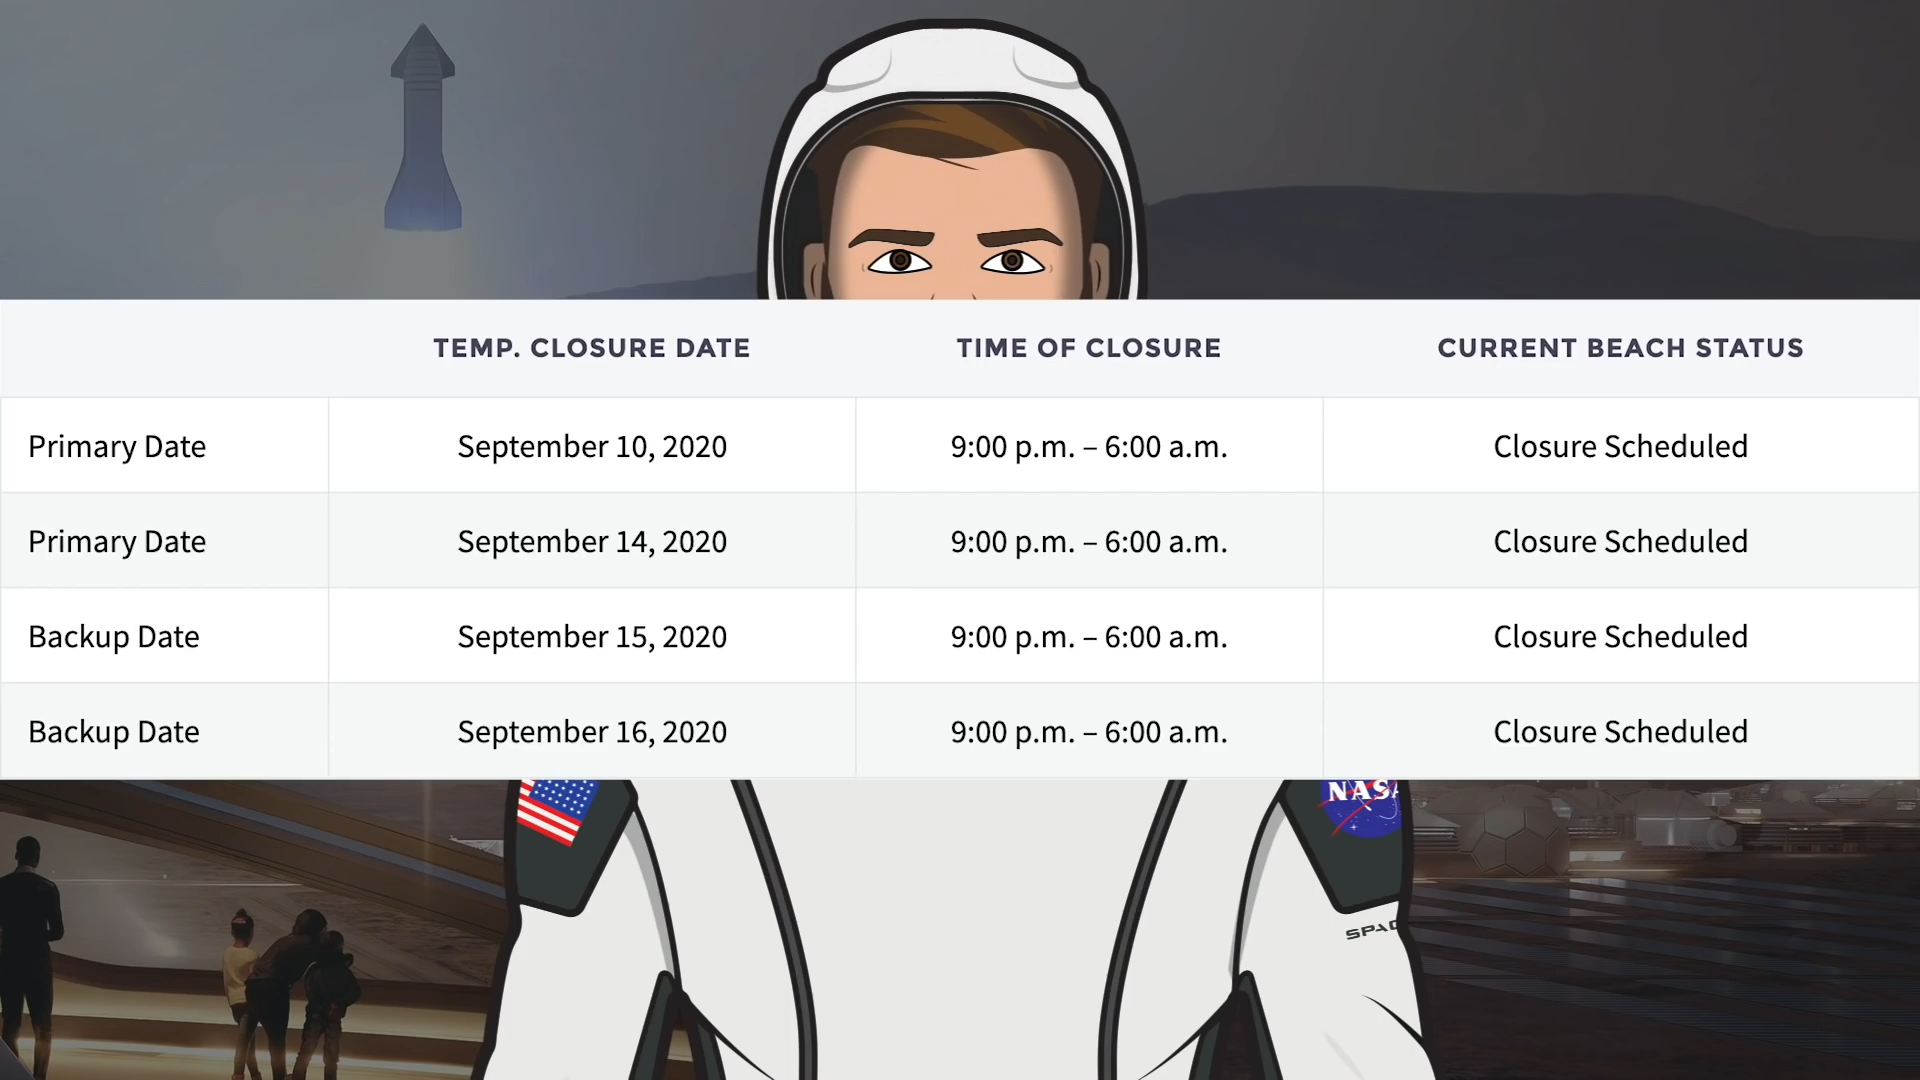 TEMP. CLOSURE DATE TIME OF CLOSURE CURRENT BEACH STATUS
Primary Date September 10, 2020 9:00 p.m. – 6:00 a.m. Closure Scheduled
Primary Date September 14, 2020 9:00 p.m. – 6:00 a.m. Closure Scheduled
Backup Date September 15, 2020 9:00 p.m. – 6:00 a.m. Closure Scheduled
Backup Date September 16, 2020 9:00 p.m. – 6:00 a.m. Closure Scheduled
NASA
SPAC